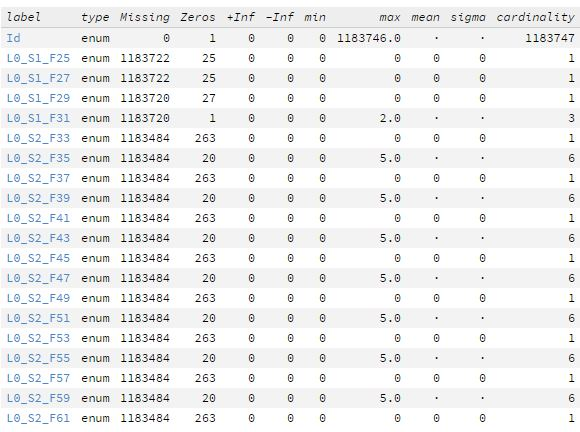 label type Missing Zeros +Inf -Inf min max mean sigma cardinality
Id enum 0 1 0 0 0 1183746.0 · · 1183747
L0_S1_F25 enum 1183722 25 0 0 0 0 0 0 1
L0_S1_F27 enum 1183722 25 0 0 0 0 0 0 1
L0_S1_F29 enum 1183720 27 0 0 0 0 0 0 1
L0_S1_F31 enum 1183720 1 0 0 0 2.0 · · 3
L0_S2_F33 enum 1183484 263 0 0 0 0 0 0 1
L0_S2_F35 enum 1183484 20 0 0 0 5.0 · · 6
L0_S2_F37 enum 1183484 263 0 0 0 0 0 0 1
L0_S2_F39 enum 1183484 20 0 0 0 5.0 · · 6
L0_S2_F41 enum 1183484 263 0 0 0 0 0 0 1
L0_S2_F43 enum 1183484 20 0 0 0 5.0 · · 6
L0_S2_F45 enum 1183484 263 0 0 0 0 0 0 1
L0_S2_F47 enum 1183484 20 0 0 0 5.0 · · 6
L0_S2_F49 enum 1183484 263 0 0 0 0 0 0 1
L0_S2_F51 enum 1183484 20 0 0 0 5.0 · · 6
L0_S2_F53 enum 1183484 263 0 0 0 0 0 0 1
L0_S2_F55 enum 1183484 20 0 0 0 5.0 · · 6
L0_S2_F57 enum 1183484 263 0 0 0 0 0 0 1
L0_S2_F59 enum 1183484 20 0 0 0 5.0 · · 6
L0_S2_F61 enum 1183484 263 0 0 0 0 0 0 1